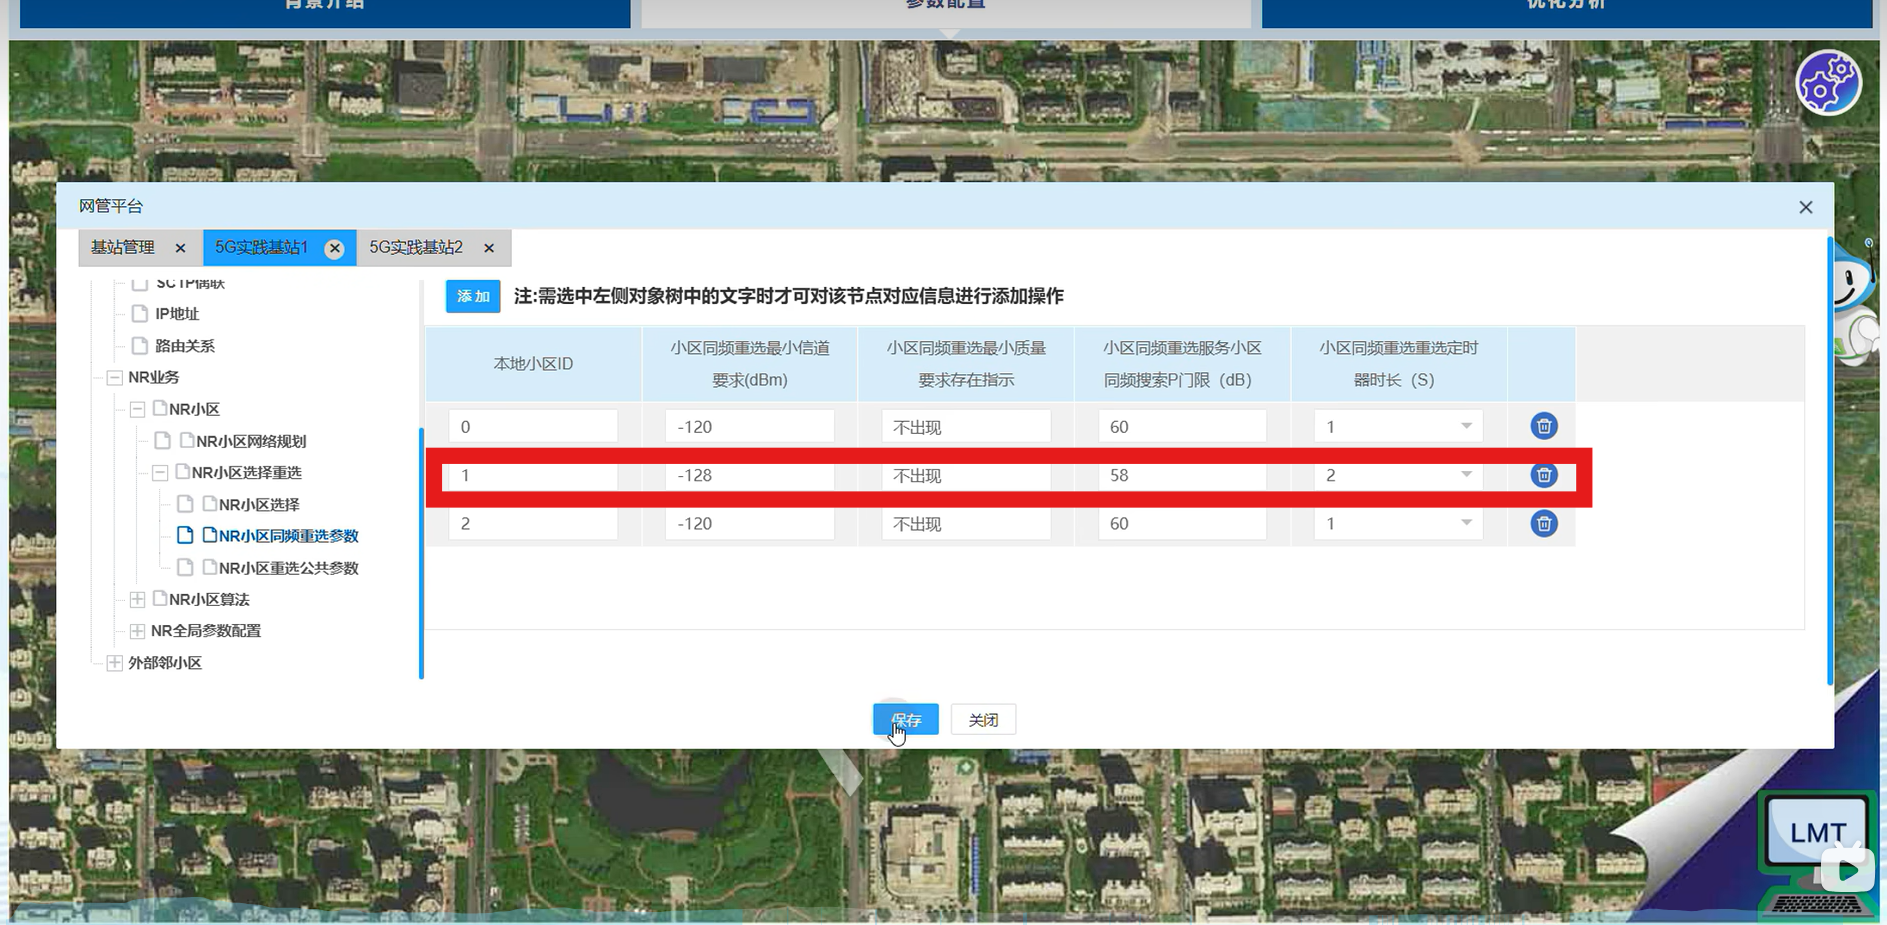 背景介绍
参数配置
优化分析
网管平台
基站管理
5G实践基站1
5G实践基站2
SCTP偶联
IP地址
路由关系
NR业务
NR小区
NR小区网络规划
NR小区选择重选
NR小区选择
NR小区同频重选参数
NR小区重选公共参数
NR小区算法
NR全局参数配置
外部邻小区
添加 注:需选中左侧对象树中的文字时才可对该节点对应信息进行添加操作
本地小区ID
小区同频重选最小信道
要求(dBm)
小区同频重选最小质量
要求存在指示
小区同频重选服务小区
同频搜索P门限（dB）
小区同频重选重选定时
器时长（S）
0 -120 不出现 60 1
1 -128 不出现 58 2
2 -120 不出现 60 1
保存 关闭
LMT